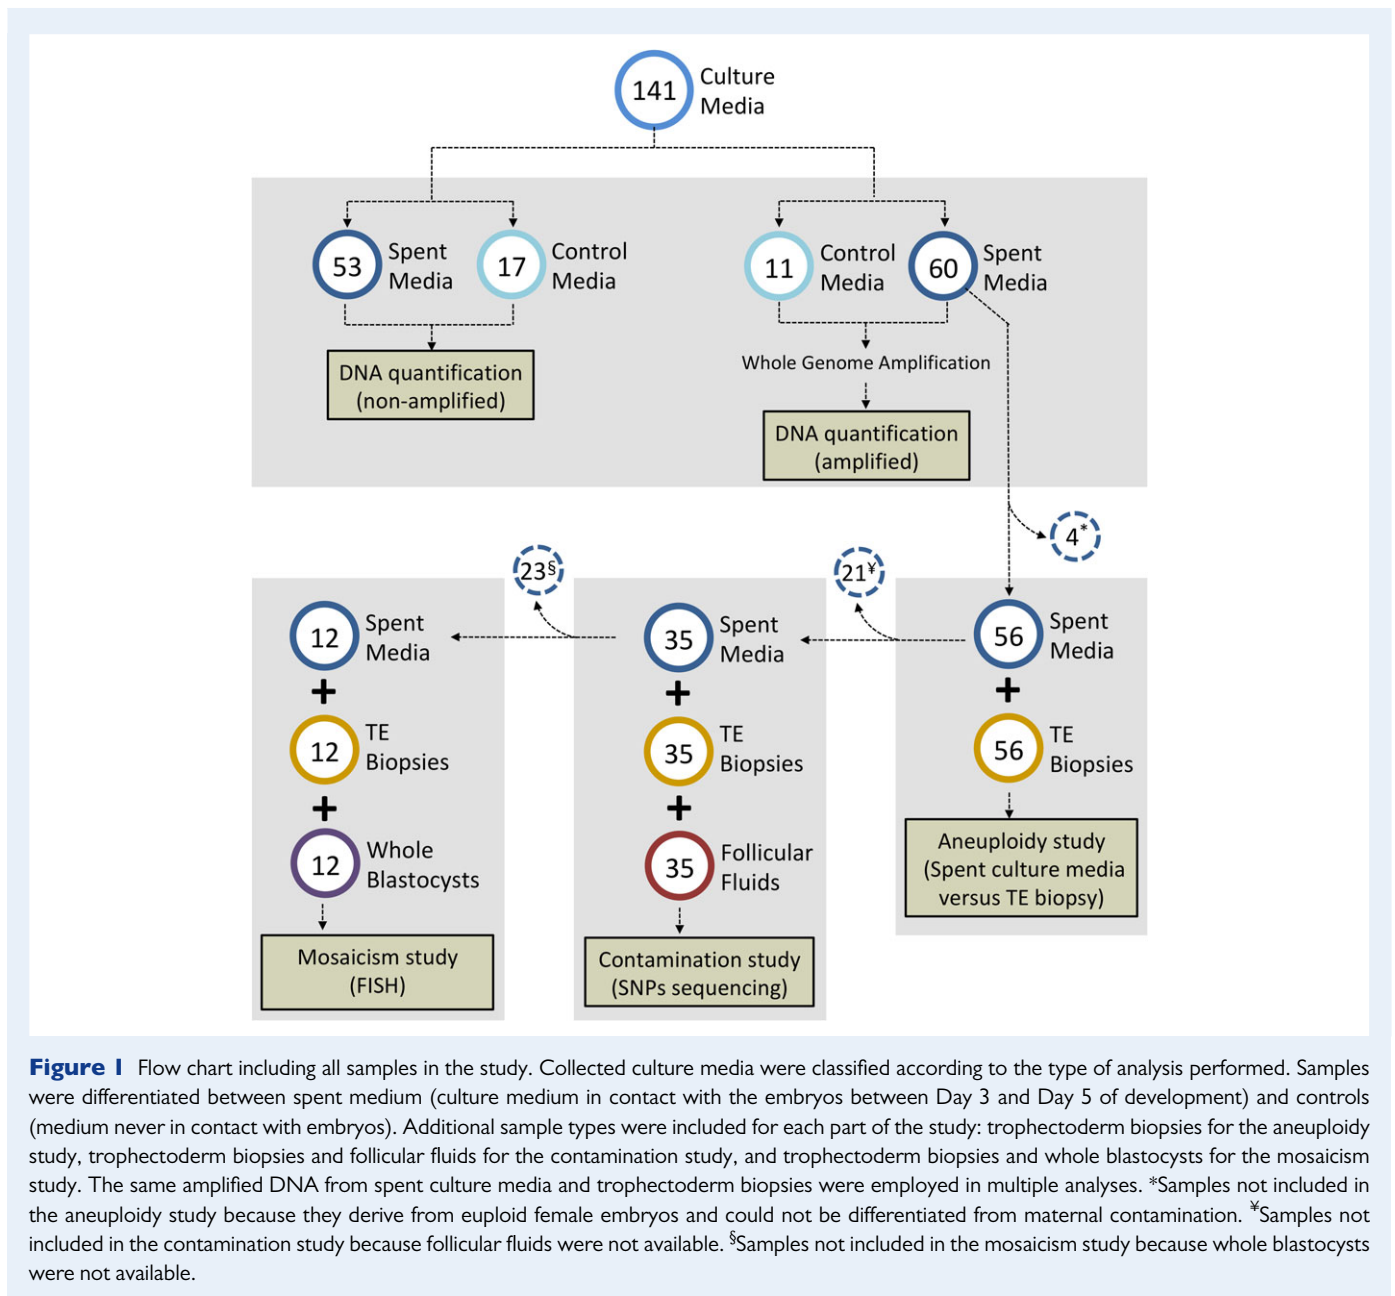 141 Culture
Media
53 Spent
Media
17 Control
Media
11 Control
Media
60 Spent
Media
DNA quantification
(non-amplified)
Whole Genome Amplification
DNA quantification
(amplified)
4*
23§
21¥
12 Spent
Media
+
12 TE
Biopsies
+
12 Whole
Blastocysts
Mosaicism study
(FISH)
35 Spent
Media
+
35 TE
Biopsies
+
35 Follicular
Fluids
Contamination study
(SNPs sequencing)
56 Spent
Media
+
56 TE
Biopsies
Aneuploidy study
(Spent culture media
versus TE biopsy)
Figure 1 Flow chart including all samples in the study. Collected culture media were classified according to the type of analysis performed. Samples
were differentiated between spent medium (culture medium in contact with the embryos between Day 3 and Day 5 of development) and controls
(medium never in contact with embryos). Additional sample types were included for each part of the study: trophectoderm biopsies for the aneuploidy
study, trophectoderm biopsies and follicular fluids for the contamination study, and trophectoderm biopsies and whole blastocysts for the mosaicism
study. The same amplified DNA from spent culture media and trophectoderm biopsies were employed in multiple analyses. *Samples not included in
the aneuploidy study because they derive from euploid female embryos and could not be differentiated from maternal contamination. ¥Samples not
included in the contamination study because follicular fluids were not available. §Samples not included in the mosaicism study because whole blastocysts
were not available.